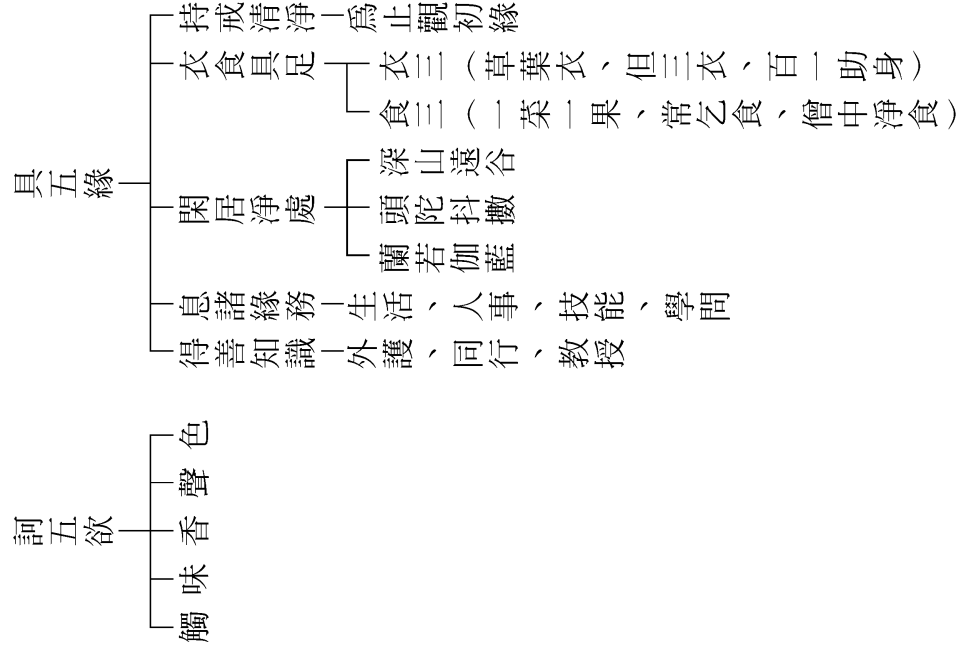 具五緣
持戒清淨
爲止觀初緣
衣食具足
衣三（草葉衣、但三衣、百一助身）
食三（一菜一果、常乞食、僧中淨食）
閑居淨處
深山遠谷
頭陀抖擻
蘭若伽藍
息諸緣務
生活、人事、技能、學問
得善知識
外護、同行、教授
訶五欲
色
聲
香
味
觸